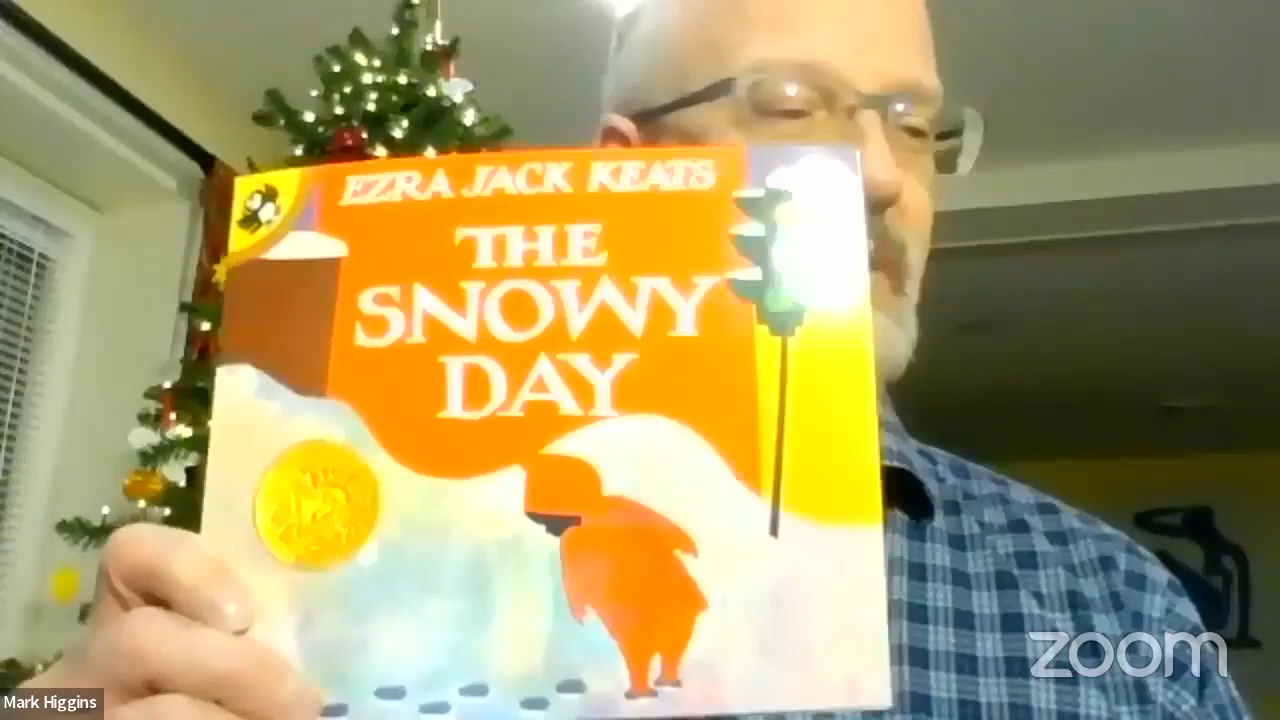 EZRA JACK KEATS
THE
SNOWY
DAY
zoom
Mark Higgins